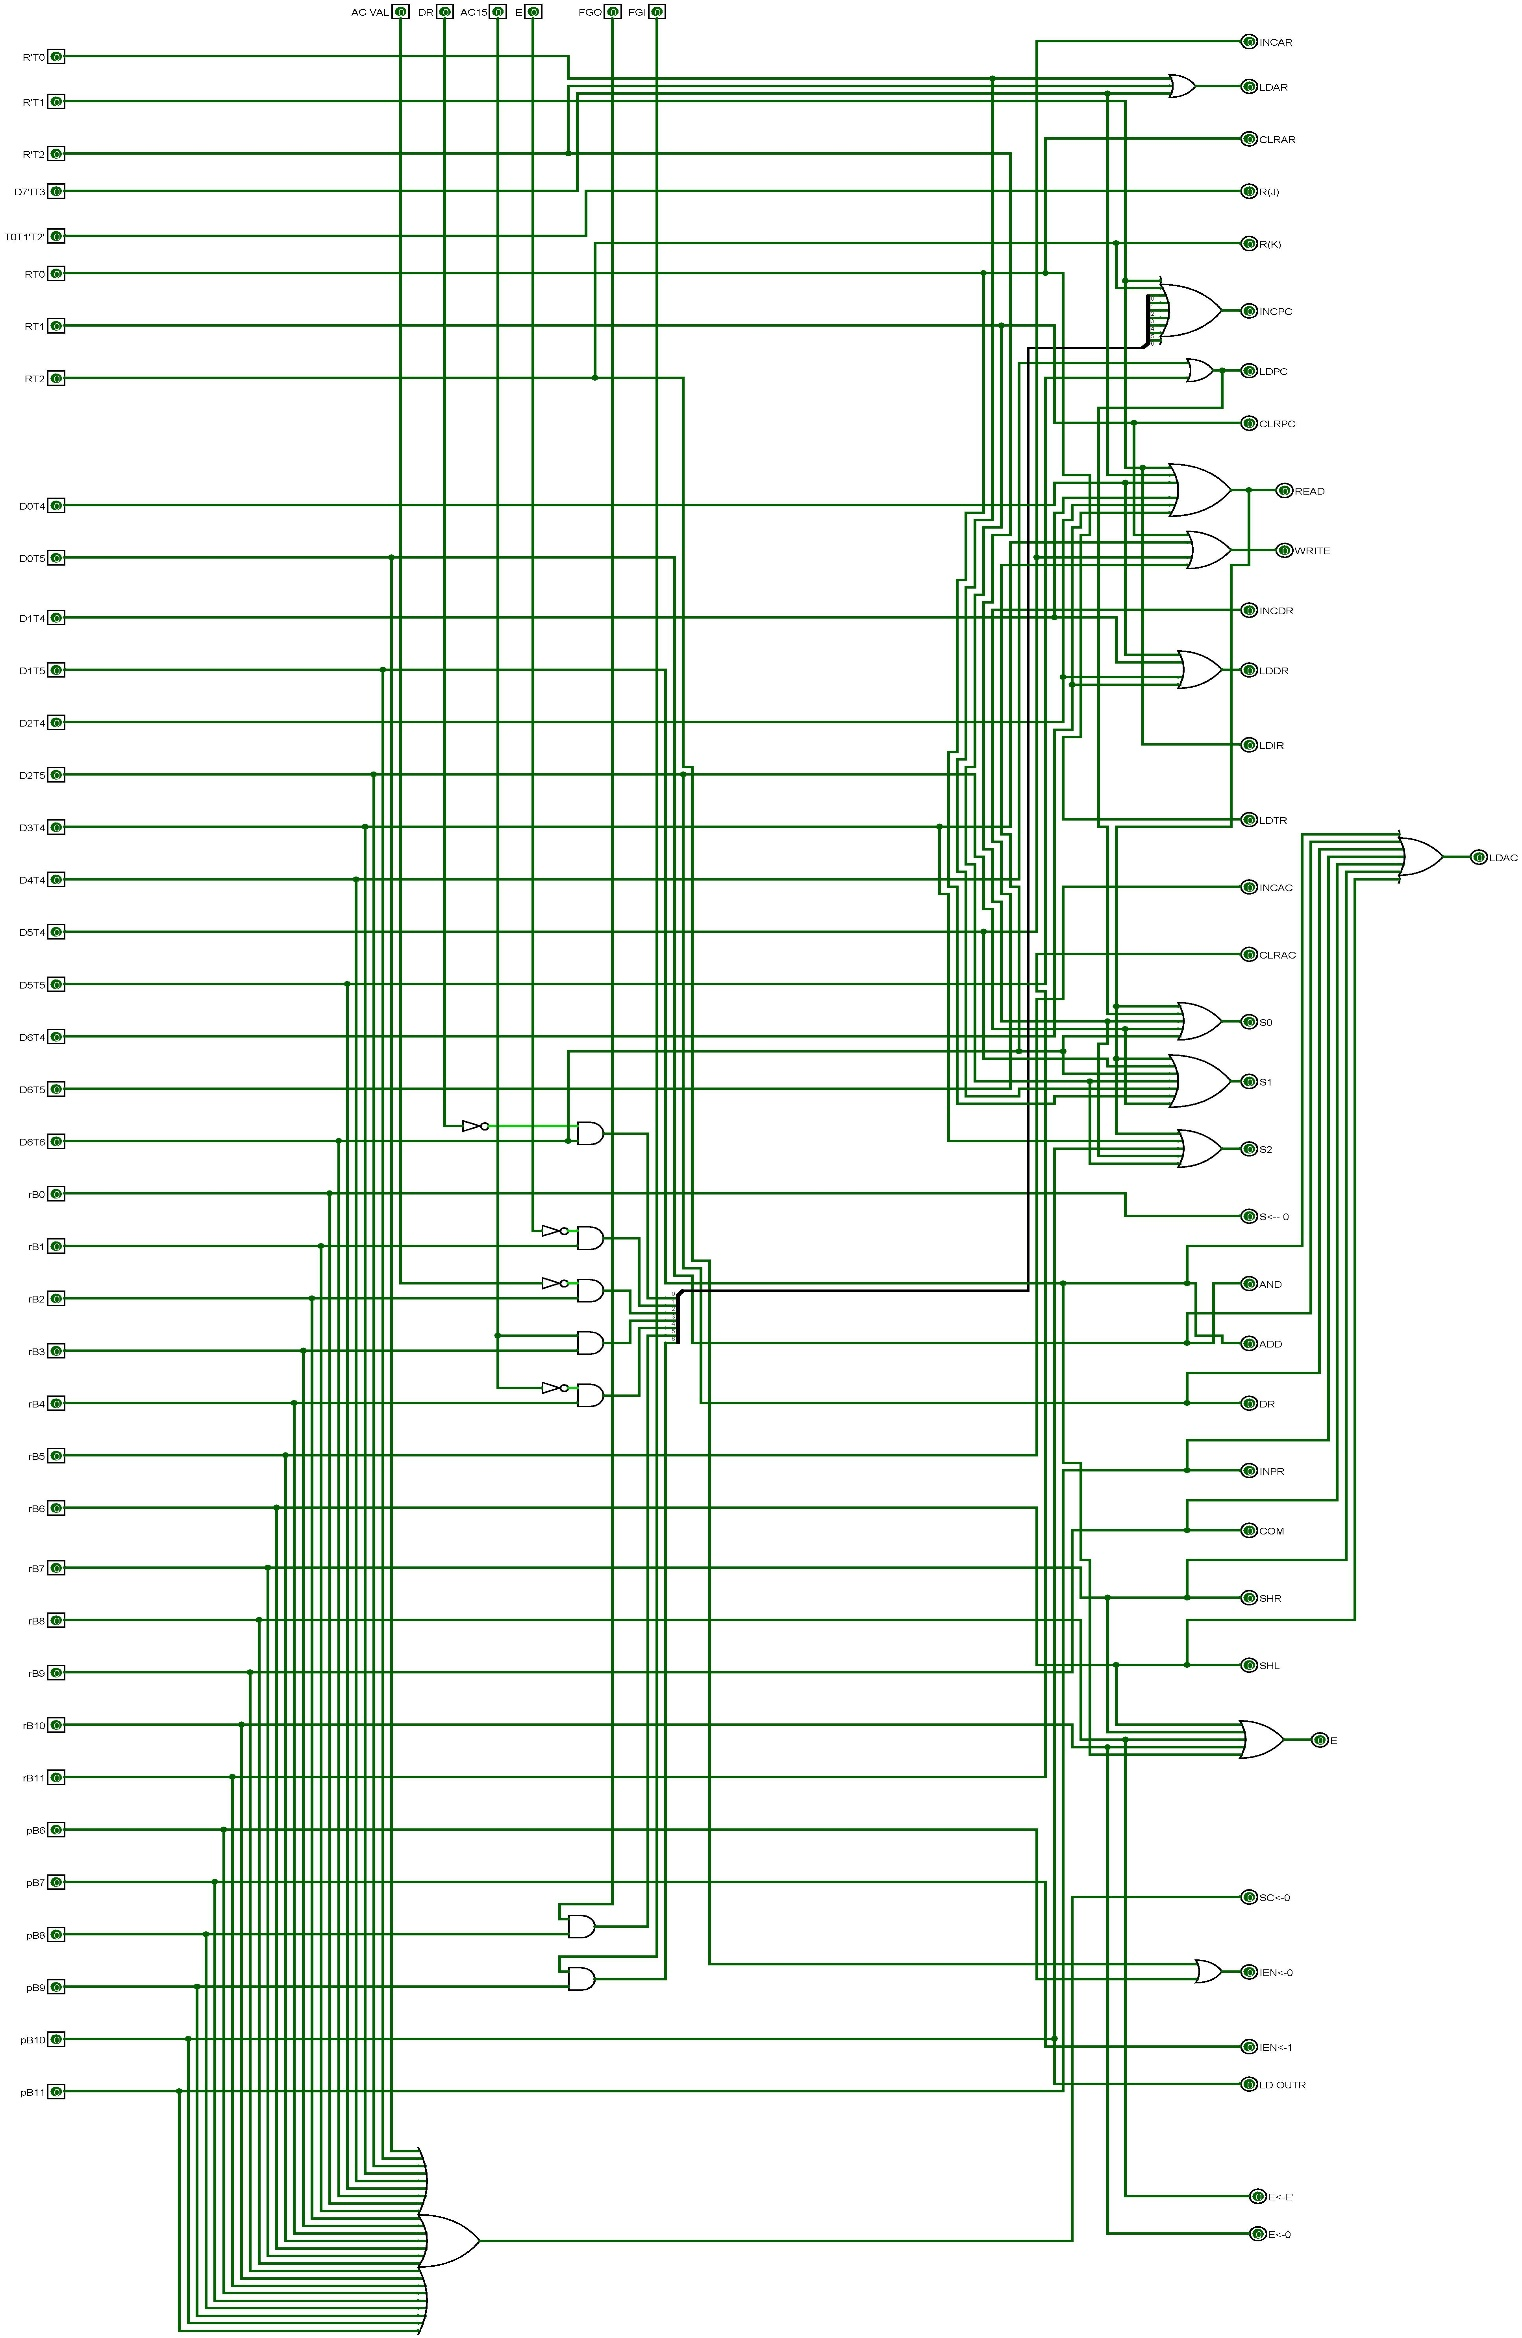 AC VAL DR AC15 E FGO FGI
INCAR
R'T0
LDAR
R'T1
CLRAR
R'T2
D7'IT3
R(J)
T0T1'T2'
R(K)
RT0
INCPC
RT1
LDPC
RT2
CLRPC
READ
D0T4
WRITE
D0T5
INCDR
D1T4
LDDR
D1T5
D2T4
LDIR
D2T5
LDTR
D3T4
LDAC
D4T4
INCAC
D5T4
CLRAC
D5T5
S0
D6T4
S1
D6T5
D6T6
S2
rB0
S<-- 0
rB1
AND
rB2
ADD
rB3
rB4
DR
rB5
INPR
rB6
COM
rB7
SHR
rB8
SHL
rB9
rB10
E
rB11
pB6
pB7
SC<-0
pB8
IEN<-0
pB9
pB10
IEN<-1
LD OUTR
pB11
E<-E'
E<-0